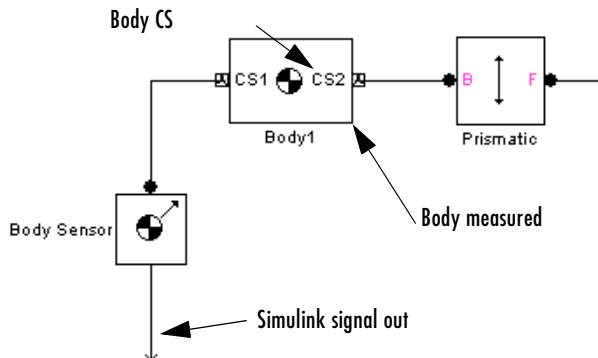 Body CS
CS1
CS2
B
F
Body1
Prismatic
Body measured
Body Sensor
Simulink signal out